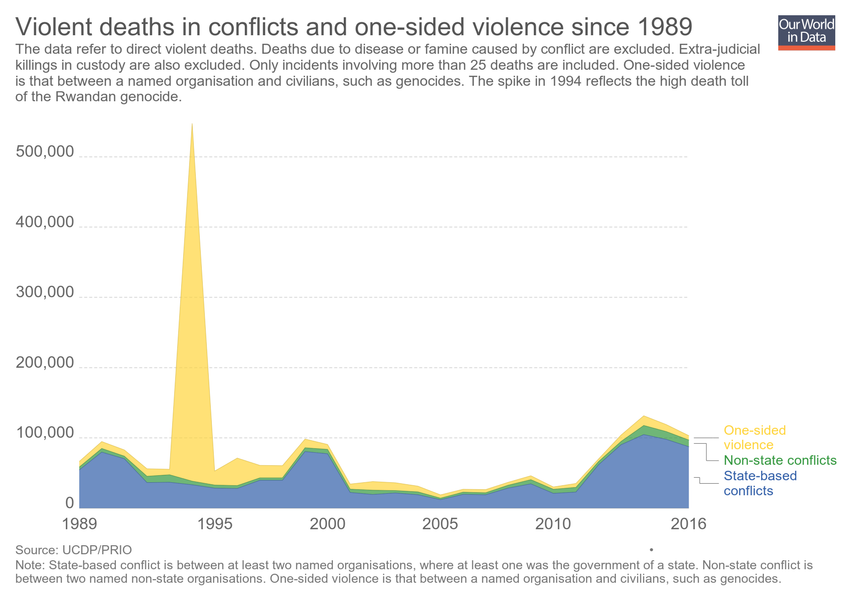 Violent deaths in conflicts and one-sided violence since 1989
Our World
in Data
The data refer to direct violent deaths. Deaths due to disease or famine caused by conflict are excluded. Extra-judicial
killings in custody are also excluded. Only incidents involving more than 25 deaths are included. One-sided violence
is that between a named organisation and civilians, such as genocides. The spike in 1994 reflects the high death toll
of the Rwandan genocide.
500,000
400,000
300,000
200,000
100,000
0
One-sided
violence
Non-state conflicts
State-based
conflicts
1989 1995 2000 2005 2010 2016
Source: UCDP/PRIO
Note: State-based conflict is between at least two named organisations, where at least one was the government of a state. Non-state conflict is
between two named non-state organisations. One-sided violence is that between a named organisation and civilians, such as genocides.